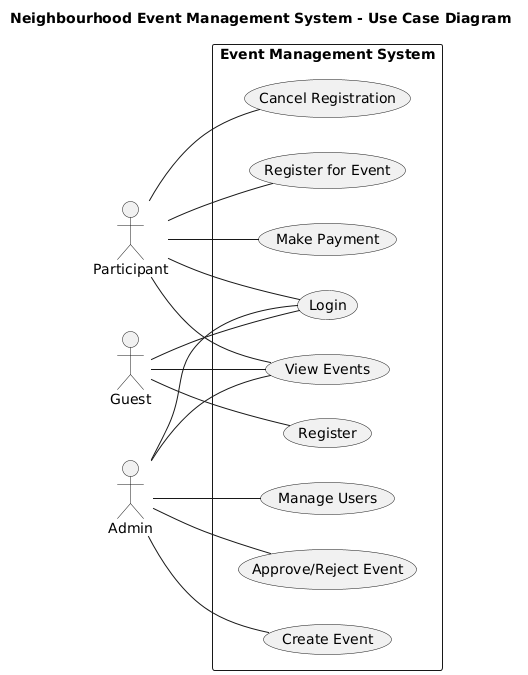 Neighbourhood Event Management System - Use Case Diagram
Event Management System
Cancel Registration
Register for Event
Make Payment
Participant
Login
View Events
Guest
Register
Manage Users
Admin
Approve/Reject Event
Create Event